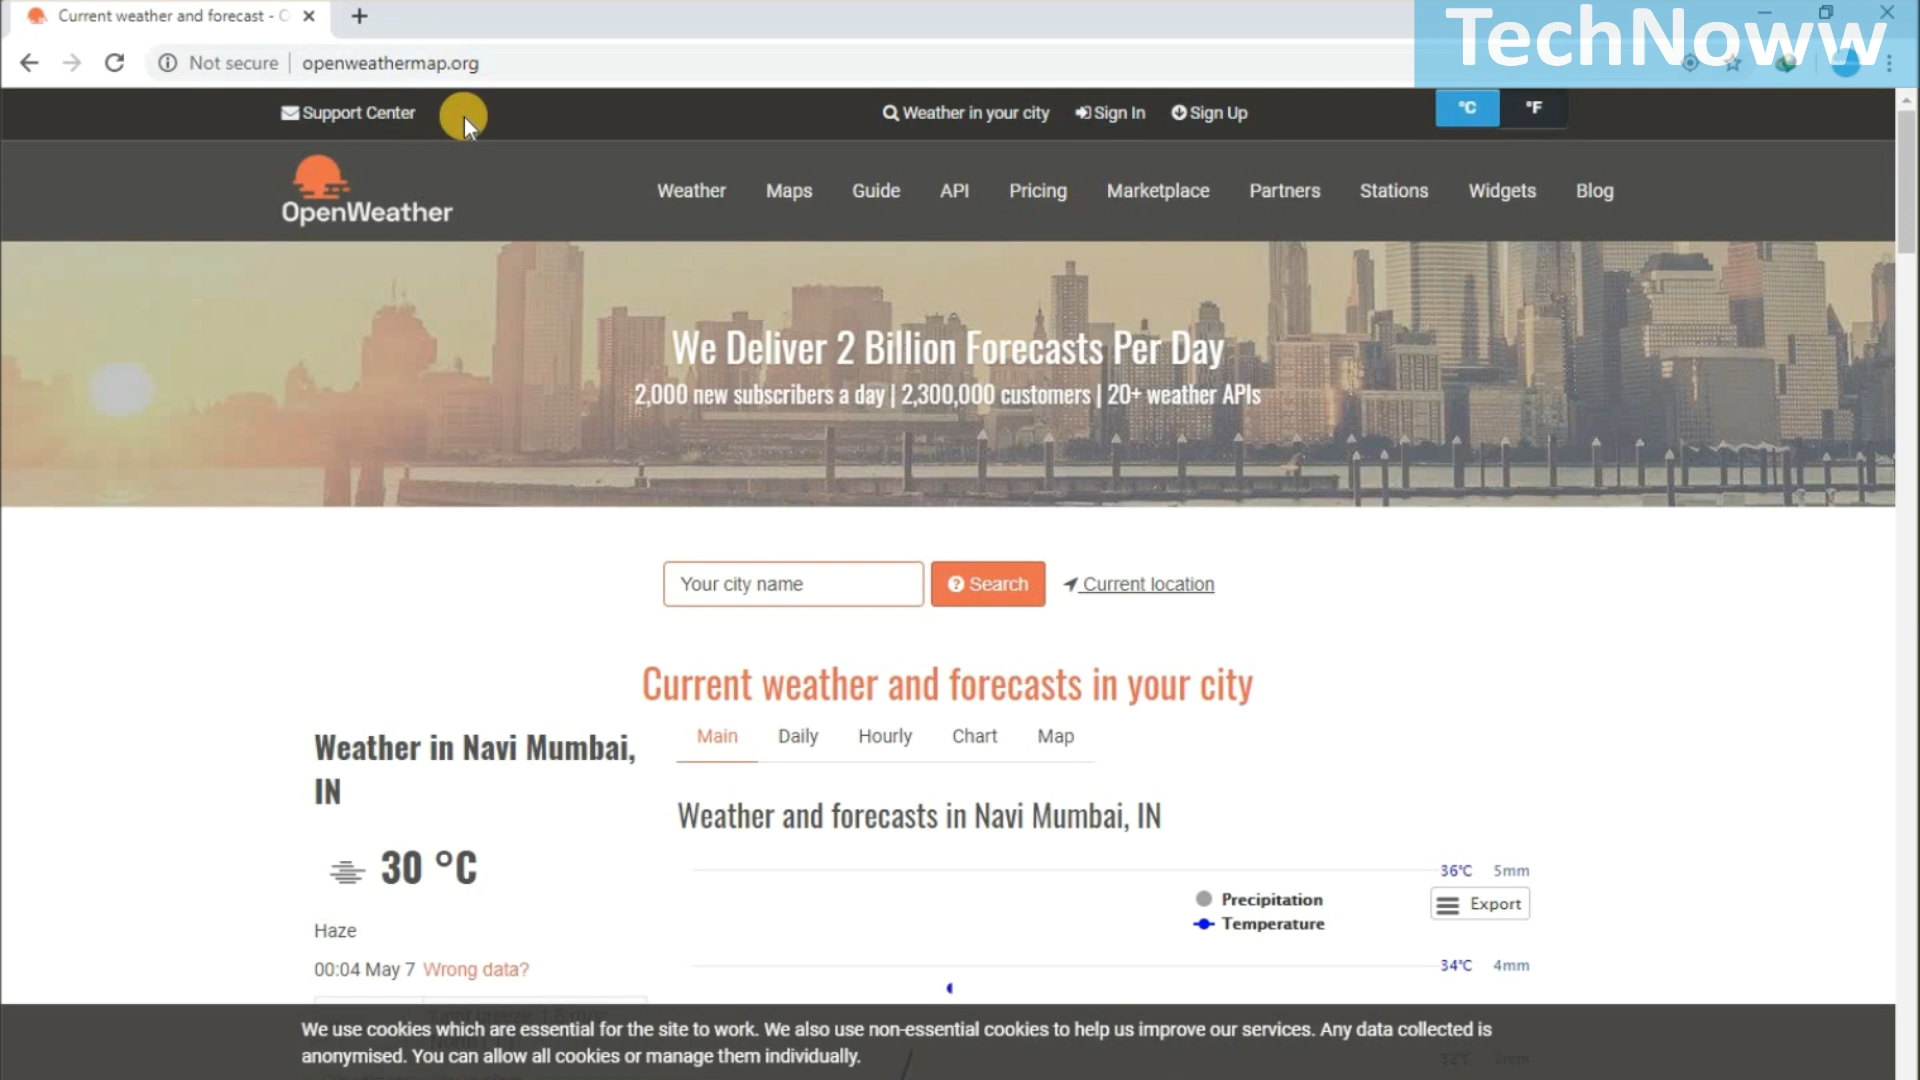 Current weather and forecast - O
TechNoww
Not secure
openweathermap.org
Support Center
Weather in your city
Sign In
Sign Up
°C
°F
OpenWeather
Weather
Maps
Guide
API
Pricing
Marketplace
Partners
Stations
Widgets
Blog
We Deliver 2 Billion Forecasts Per Day
2,000 new subscribers a day | 2,300,000 customers | 20+ weather APIs
Your city name
Search
Current location
Current weather and forecasts in your city
Weather in Navi Mumbai,
IN
30 °C
Haze
00:04 May 7 Wrong data?
Main
Daily
Hourly
Chart
Map
Weather and forecasts in Navi Mumbai, IN
36°C 5mm
Precipitation
Temperature
Export
34°C 4mm
We use cookies which are essential for the site to work. We also use non-essential cookies to help us improve our services. Any data collected is
anonymised. You can allow all cookies or manage them individually.